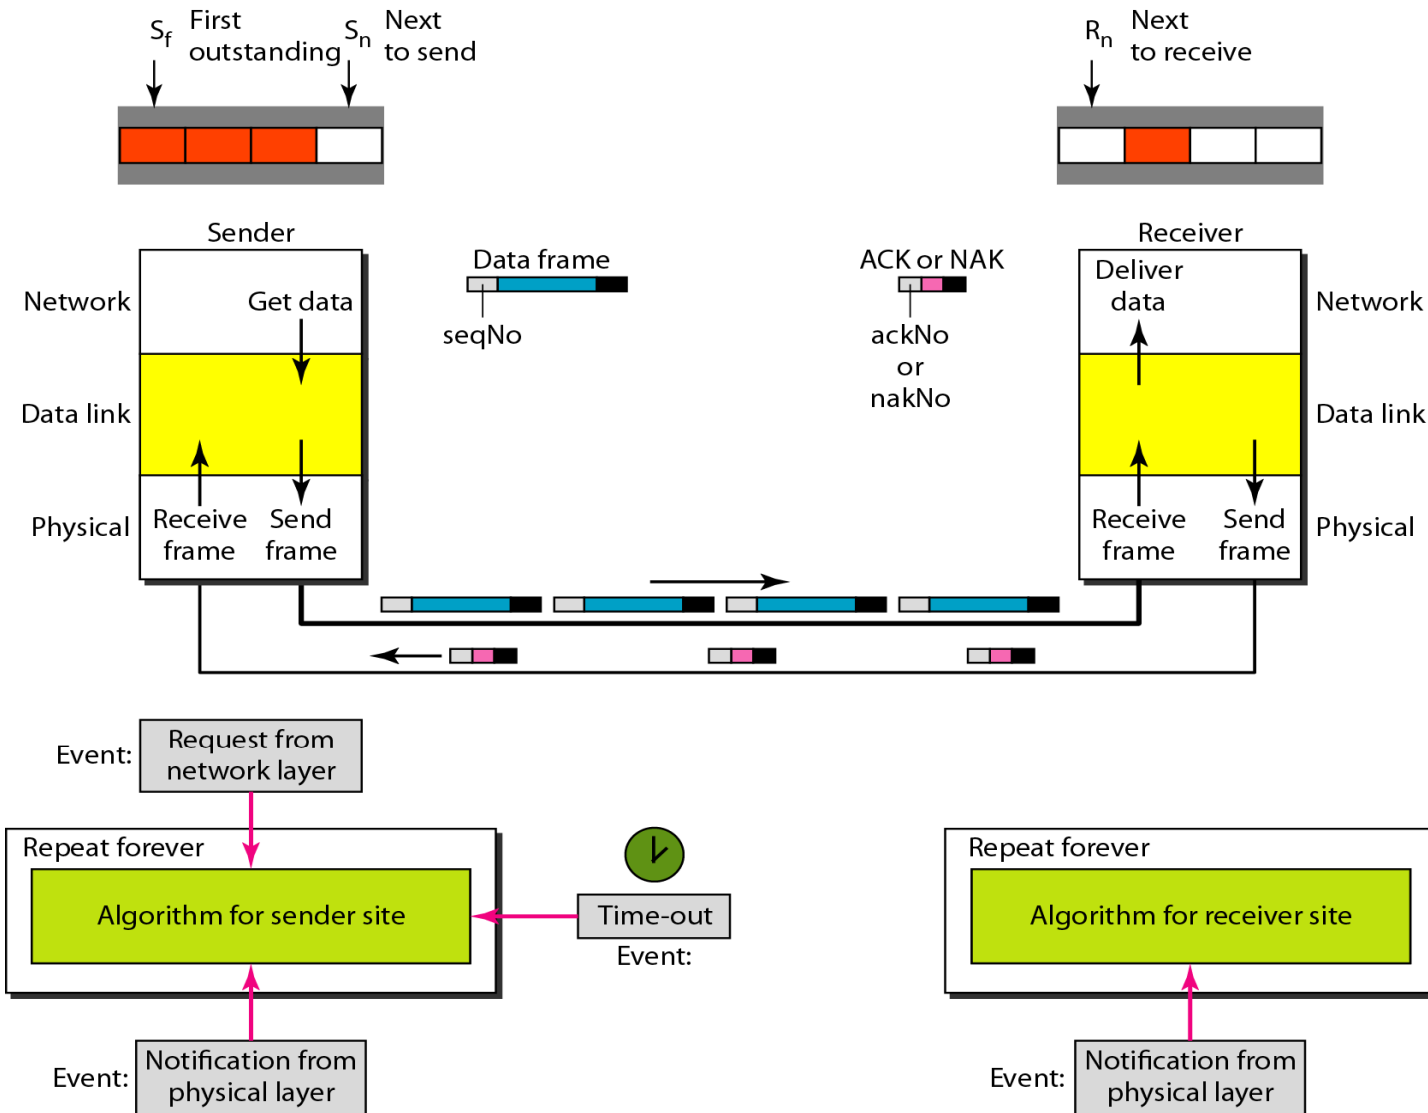 Sf First
outstanding
Sn Next
to send
Rn Next
to receive
Sender
Receiver
Network
Get data
Data frame
seqNo
ACK or NAK
ackNo
or
nakNo
Deliver
data
Network
Data link
Data link
Physical
Receive
frame
Send
frame
Receive
frame
Send
frame
Physical
Event:
Request from
network layer
Repeat forever
Algorithm for sender site
Time-out
Event:
Event:
Notification from
physical layer
Repeat forever
Algorithm for receiver site
Event:
Notification from
physical layer